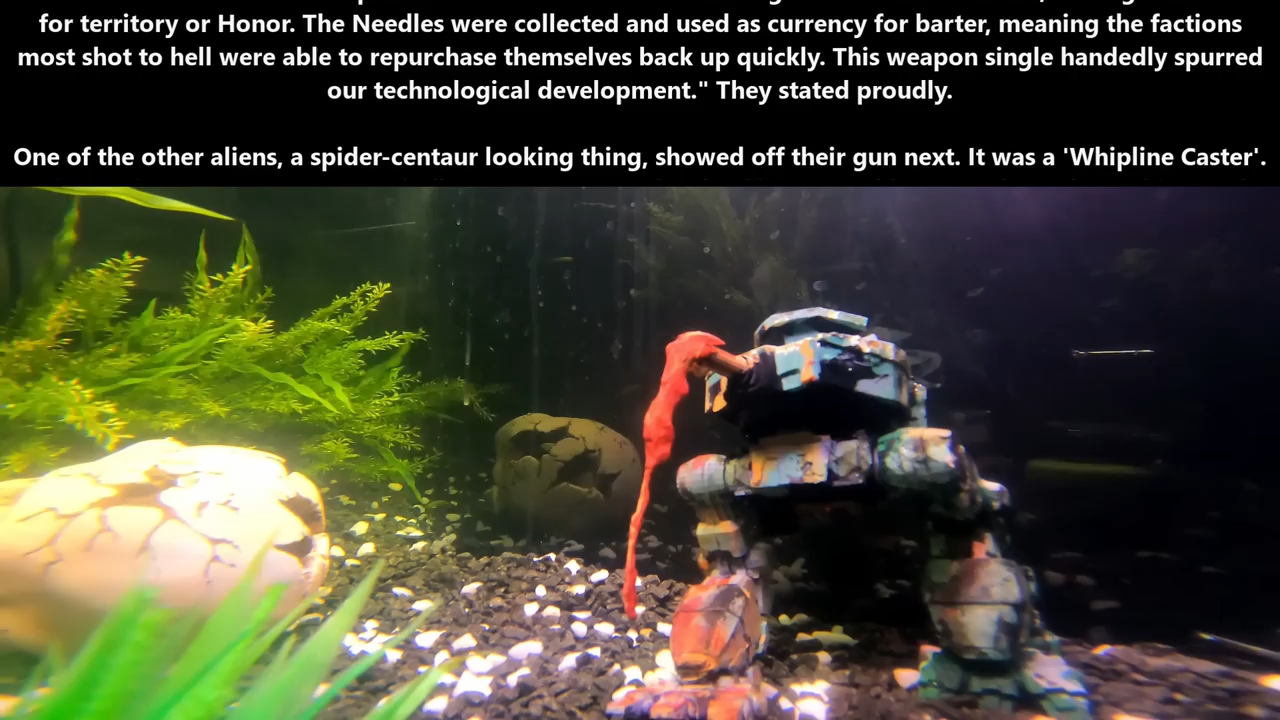 for territory or Honor. The Needles were collected and used as currency for barter, meaning the factions
most shot to hell were able to repurchase themselves back up quickly. This weapon single handedly spurred
our technological development." They stated proudly.
One of the other aliens, a spider-centaur looking thing, showed off their gun next. It was a 'Whipline Caster'.